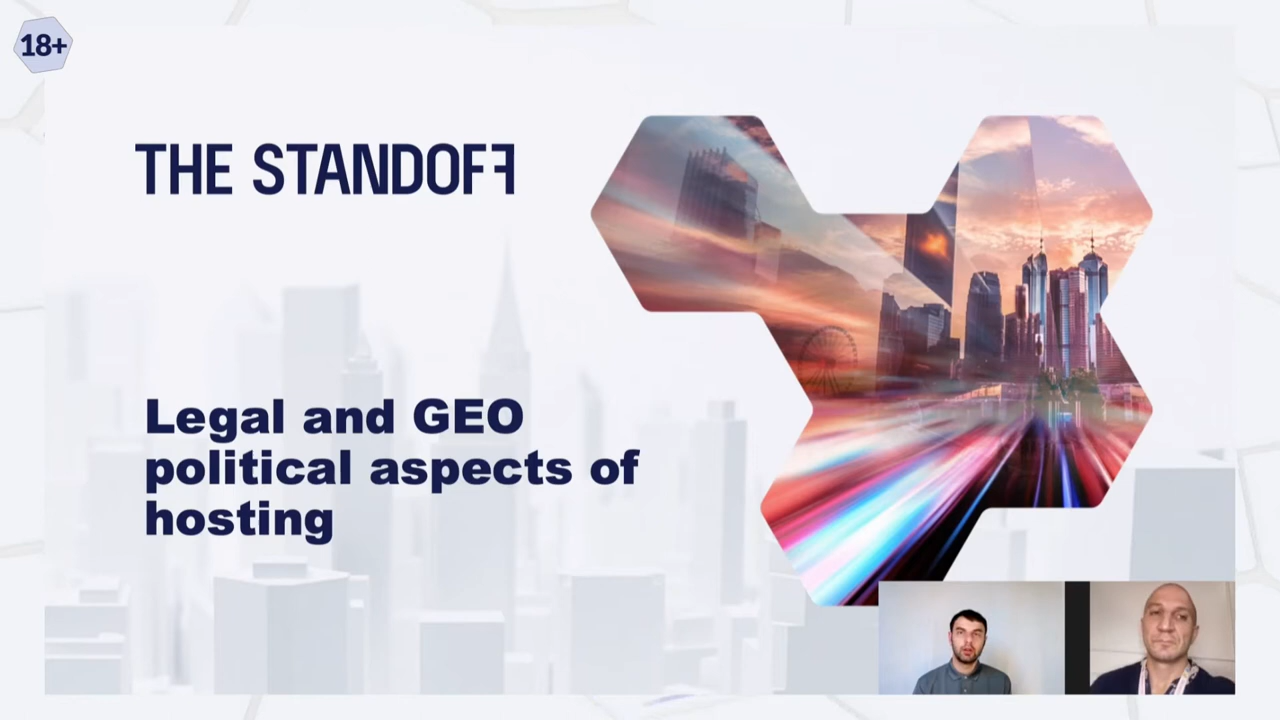 18+
THE STANDOFF
Legal and GEO
political aspects of
hosting